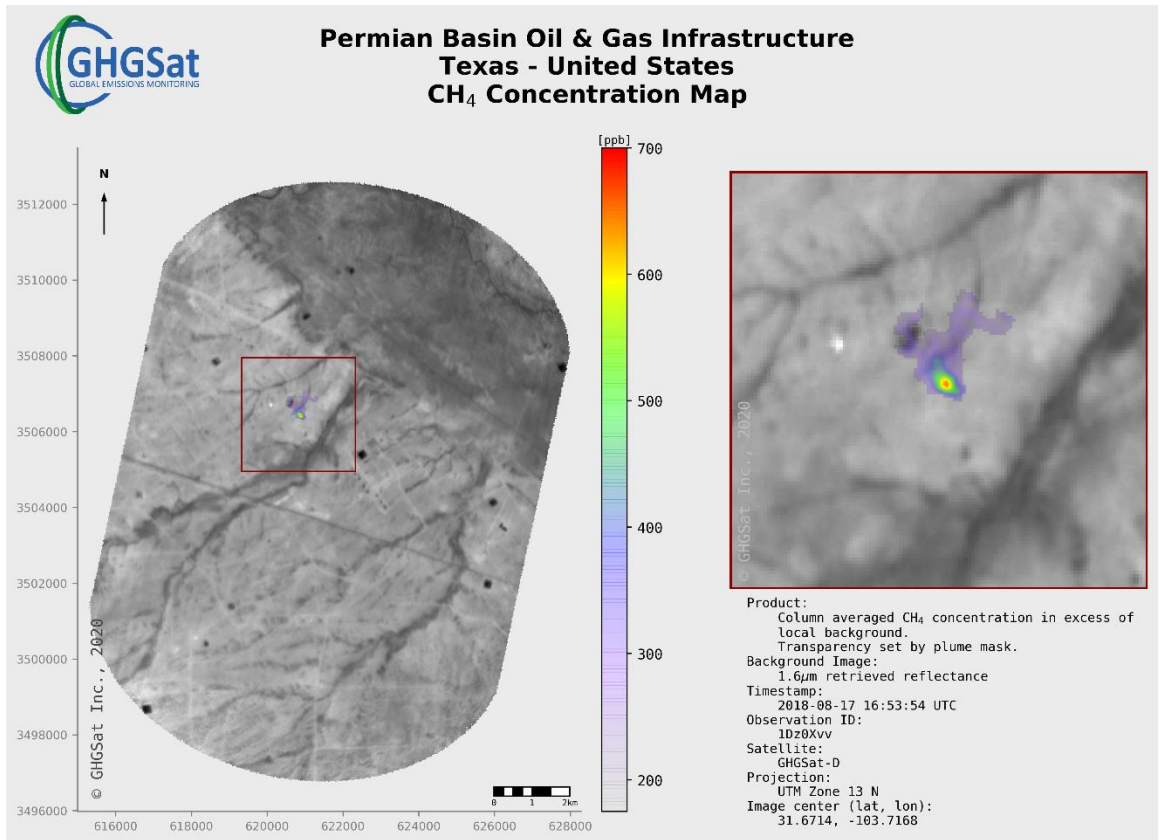 GHGSat
GLOBAL EMISSIONS MONITORING
Permian Basin Oil & Gas Infrastructure
Texas - United States
CH₄ Concentration Map
[ppb]
700
600
500
400
300
200
N
3512000
3510000
3508000
3506000
3504000
3502000
3500000
3498000
3496000
616000 618000 620000 622000 624000 626000 628000
0 1 2km
© GHGSat Inc., 2020
© GHGSat Inc., 2020
Product:
Column averaged CH₄ concentration in excess of
local background.
Transparency set by plume mask.
Background Image:
1.6μm retrieved reflectance
Timestamp:
2018-08-17 16:53:54 UTC
Observation ID:
1Dz0Xvv
Satellite:
GHGSat-D
Projection:
UTM Zone 13 N
Image center (lat, lon):
31.6714, -103.7168